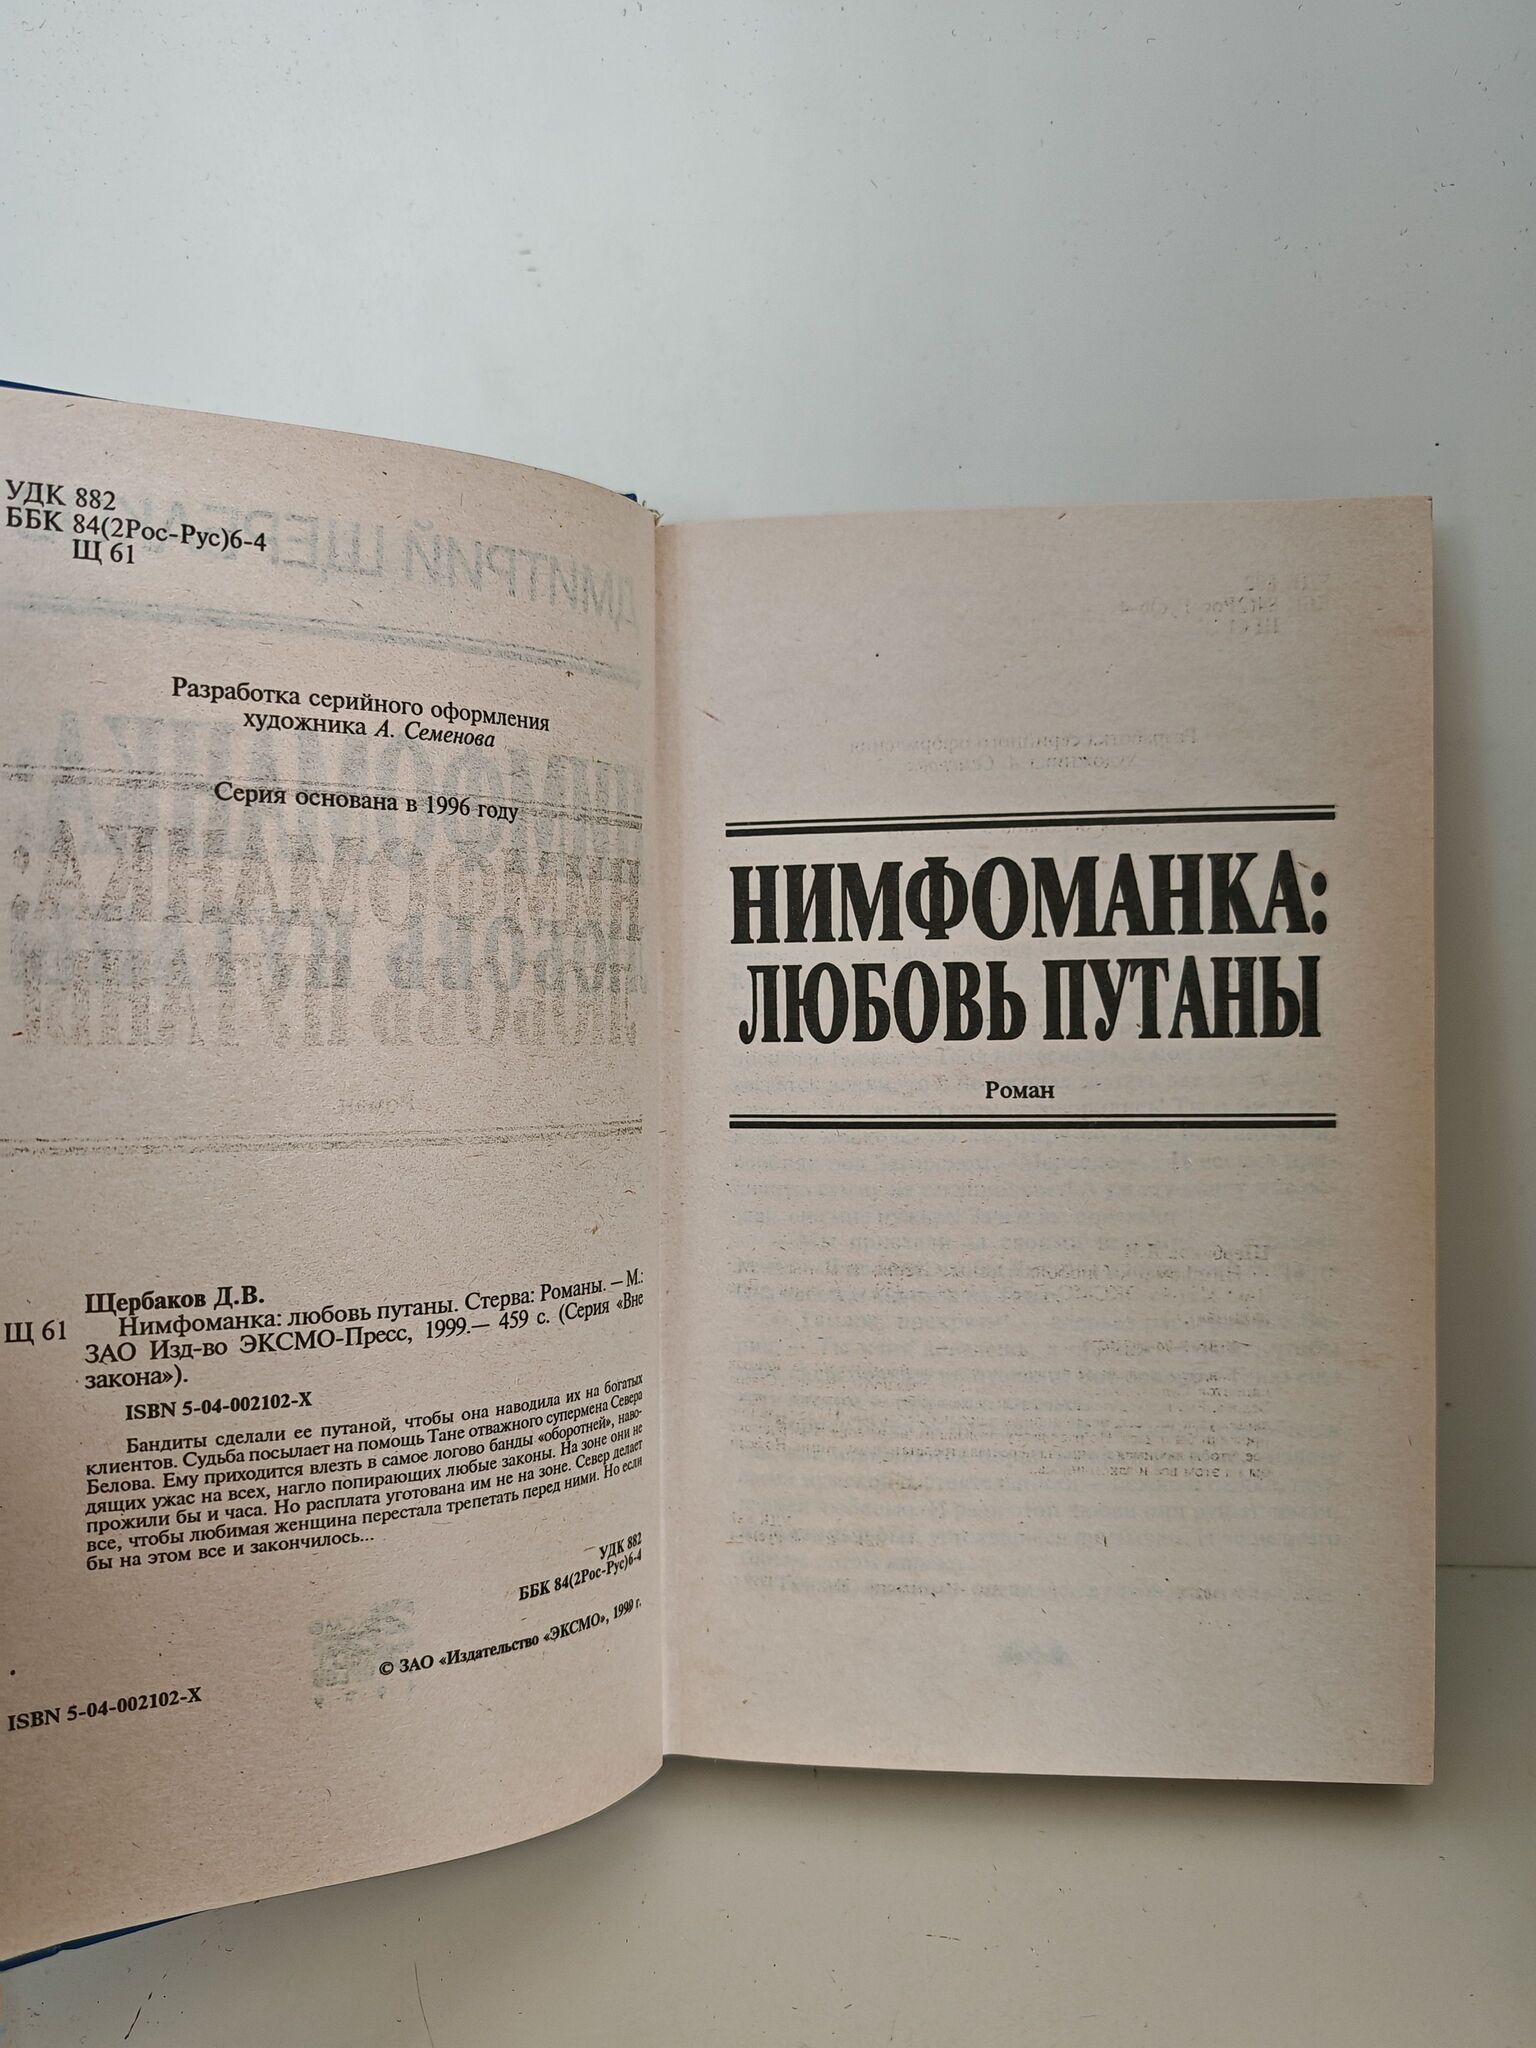 УДК 882
ББК 84(2Рос-Рус)6-4
Щ 61
Разработка серийного оформления
художника А. Семенова
Серия основана в 1996 году
Щербаков Д.В.
Щ 61 Нимфоманка: любовь путаны. Стерва: Романы. — М.:
ЗАО Изд-во ЭКСМО-Пресс, 1999.— 459 с. (Серия «Вне
закона»).
ISBN 5-04-002102-X
Бандиты сделали ее путаной, чтобы она наводила их на богатых
клиентов. Судьба посылает на помощь Тане отважного супермена Севера
Белова. Ему приходится влезть в самое логово банды «оборотней», наво-
дящих ужас на всех, нагло попирающих любые законы. На зоне они не
прожили бы и часа. Но расплата уготована им не на зоне. Север делает
все, чтобы любимая женщина перестала трепетать перед ними. Но если
бы на этом все и закончилось...
УДК 882
ББК 84(2Рос-Рус)6-4
© ЗАО «Издательство «ЭКСМО», 1999 г.
ISBN 5-04-002102-X
НИМФОМАНКА:
ЛЮБОВЬ ПУТАНЫ
Роман